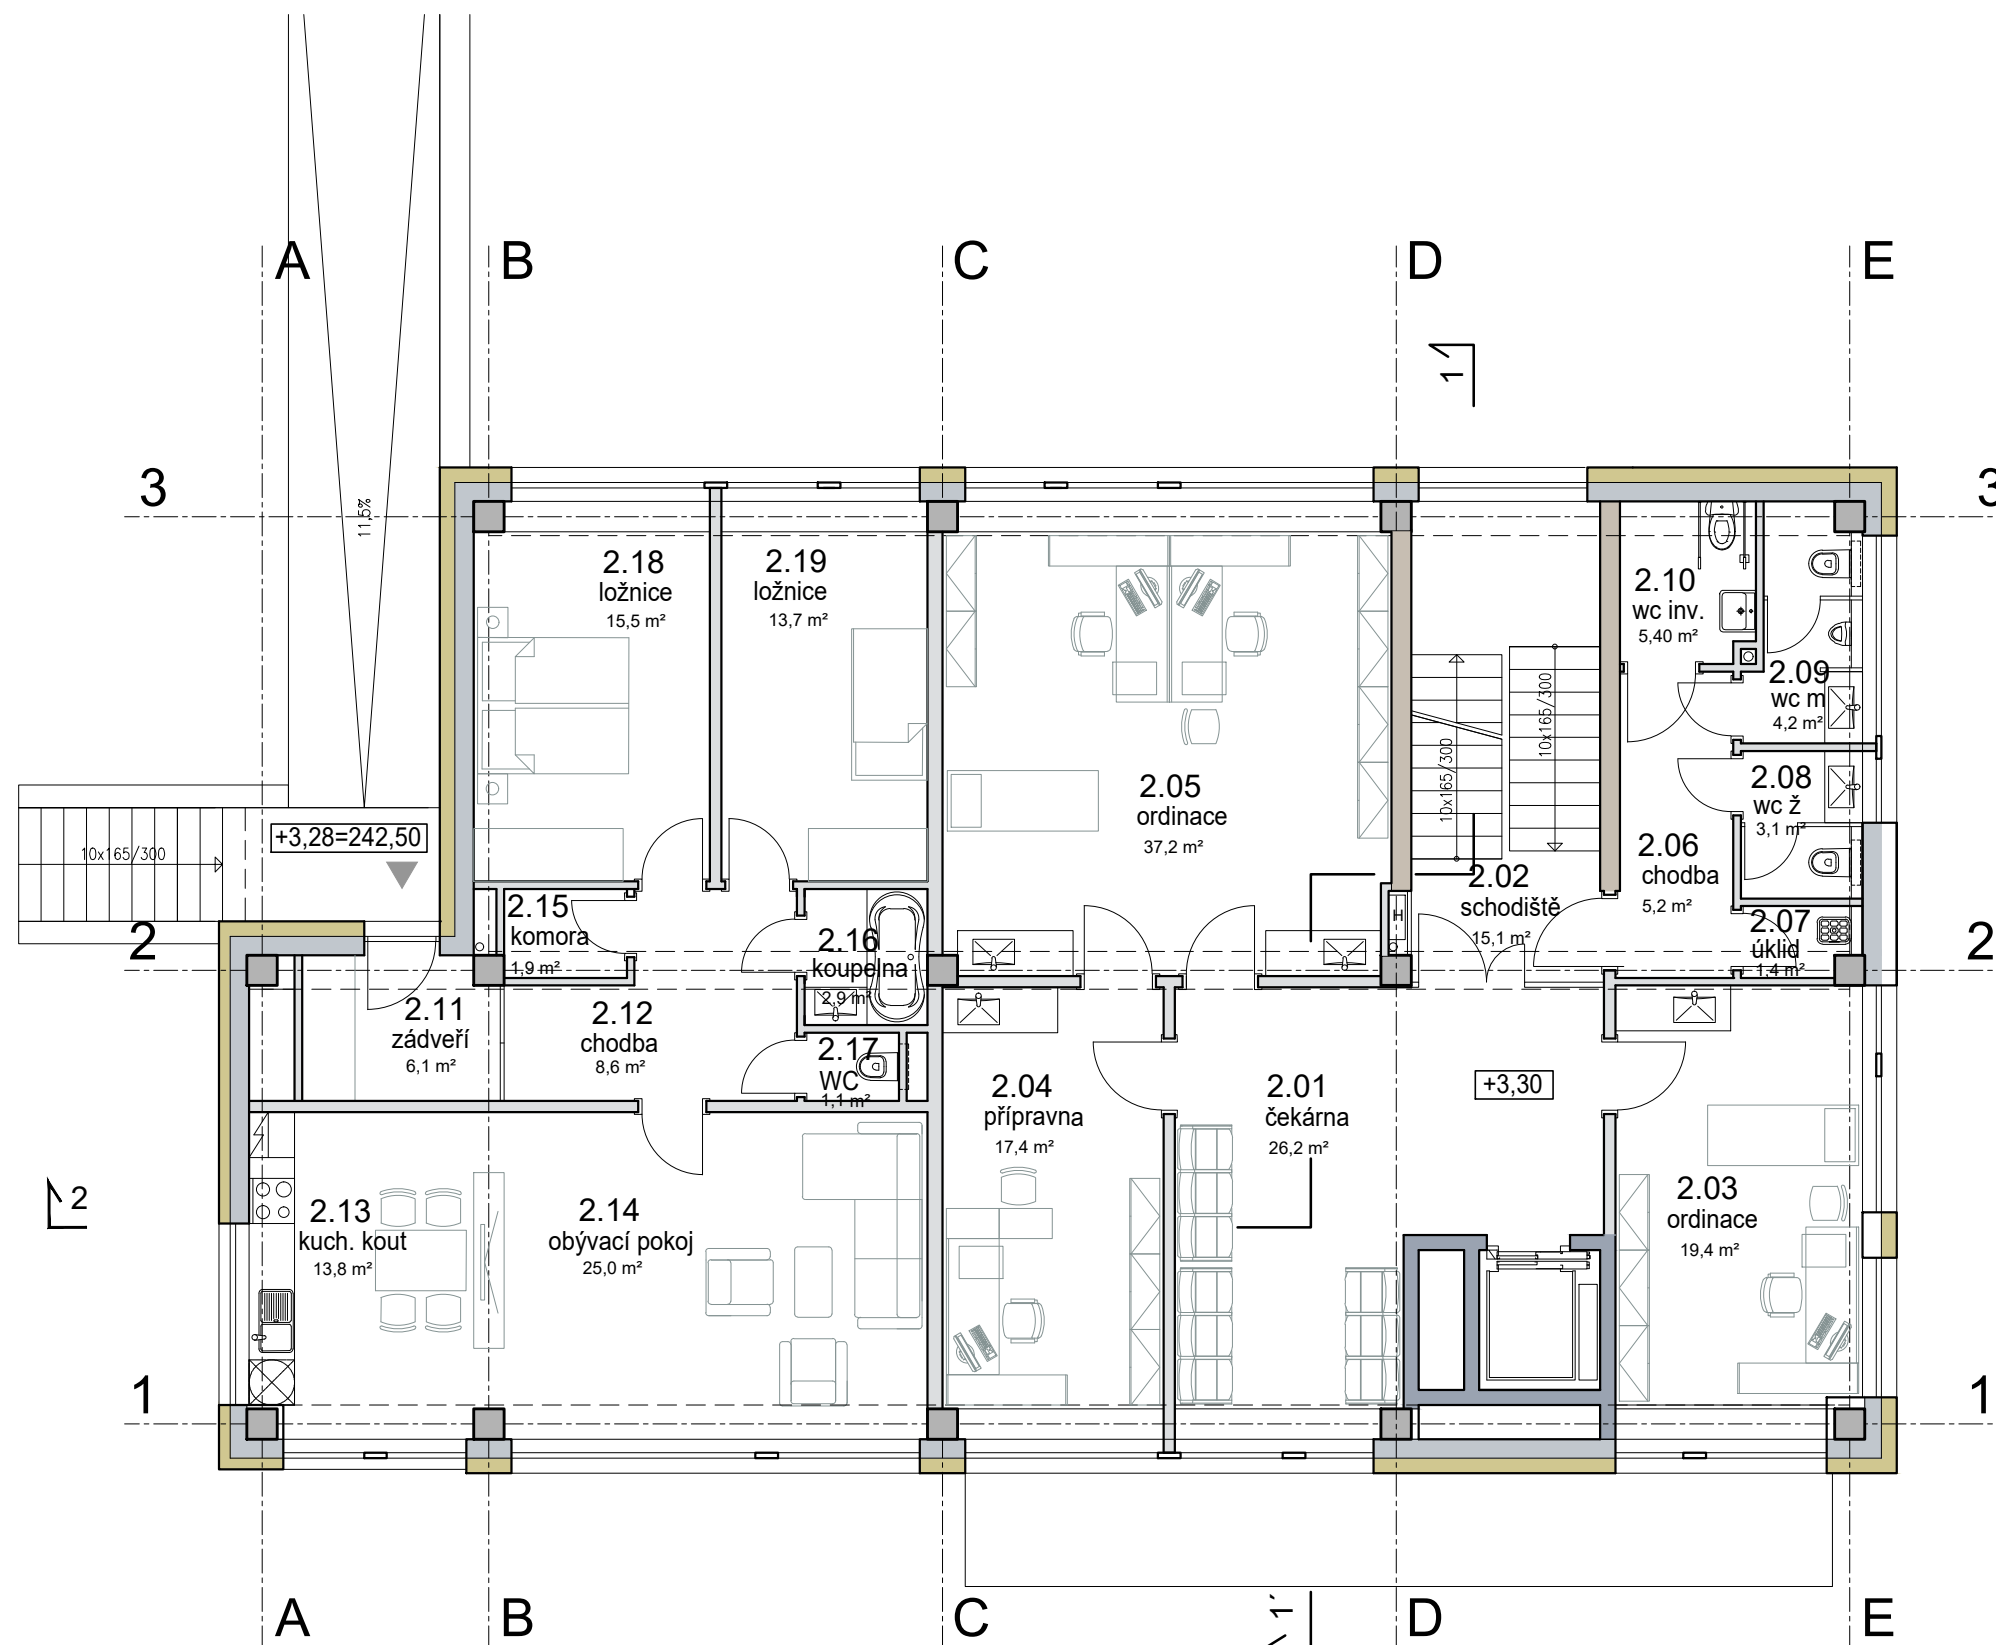 A B C D E
1
11,5%
3 3
2.18
ložnice
15,5 m²
2.19
ložnice
13,7 m²
2.10
wc inv.
5,40 m²
2.09
wc m
4,2 m²
10x165/300
10x165/300
2.05
ordinace
37,2 m²
2.08
wc ž
3,1 m²
+3,28=242,50
10x165/300
2.06
chodba
5,2 m²
2.02
schodiště
15,1 m²
2.15
komora
1,9 m²
H
2.07
úklid
1,4 m²
2 2
2.16
koupelna
2,9 m²
2.11
zádveří
6,1 m²
2.12
chodba
8,6 m²
2.17
WC
1,1 m²
2.04
přípravna
17,4 m²
2.01
čekárna
26,2 m²
+3,30
2
2.13
kuch. kout
13,8 m²
2.14
obývací pokoj
25,0 m²
2.03
ordinace
19,4 m²
1 1
A B C D E
1´